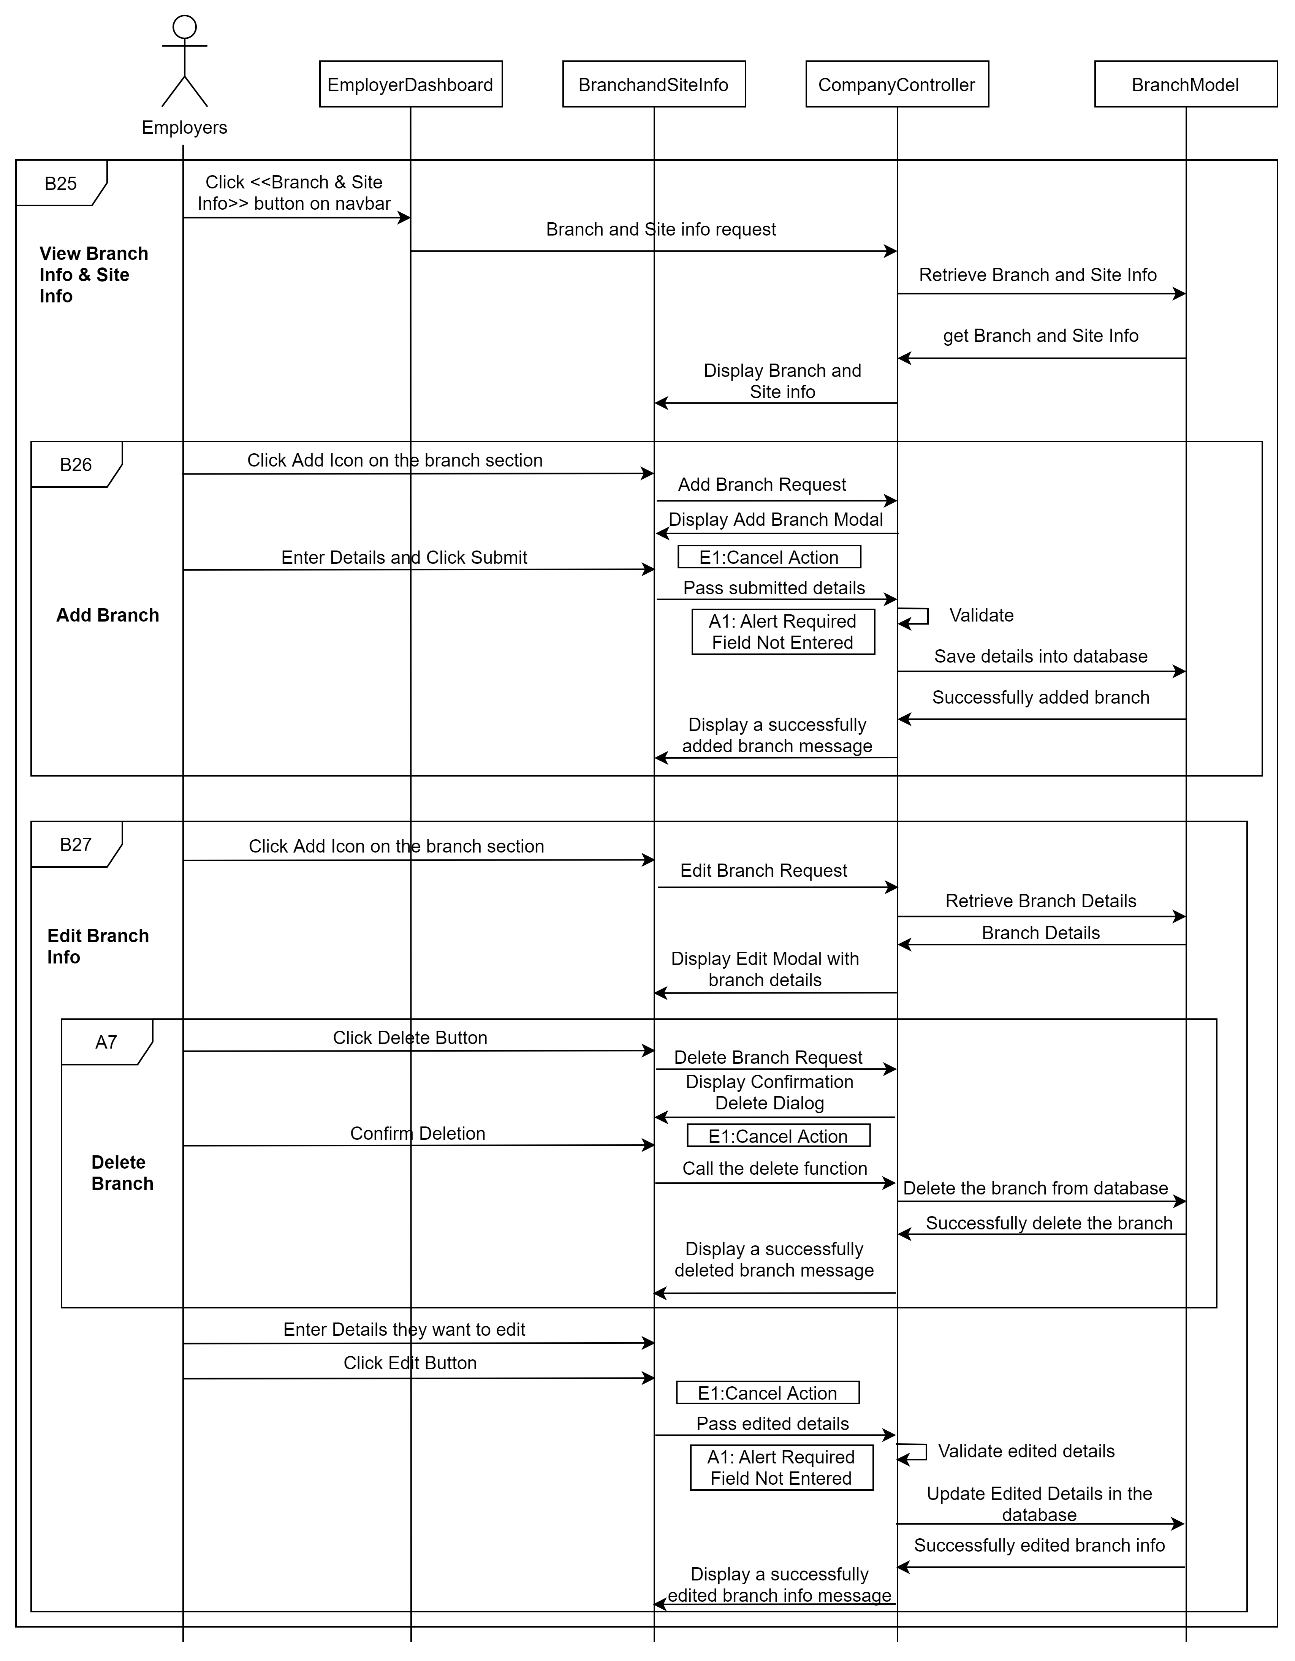 Employers
EmployerDashboard
BranchandSiteInfo
CompanyController
BranchModel
B25
View Branch
Info & Site
Info
Click <<Branch & Site
Info>> button on navbar
Branch and Site info request
Retrieve Branch and Site Info
get Branch and Site Info
Display Branch and
Site info
B26
Add Branch
Click Add Icon on the branch section
Add Branch Request
Display Add Branch Modal
Enter Details and Click Submit
E1:Cancel Action
Pass submitted details
A1: Alert Required
Field Not Entered
Validate
Save details into database
Successfully added branch
Display a successfully
added branch message
B27
Edit Branch
Info
Click Add Icon on the branch section
Edit Branch Request
Retrieve Branch Details
Branch Details
Display Edit Modal with
branch details
A7
Delete
Branch
Click Delete Button
Delete Branch Request
Display Confirmation
Delete Dialog
Confirm Deletion
E1:Cancel Action
Call the delete function
Delete the branch from database
Successfully delete the branch
Display a successfully
deleted branch message
Enter Details they want to edit
Click Edit Button
E1:Cancel Action
Pass edited details
A1: Alert Required
Field Not Entered
Validate edited details
Update Edited Details in the
database
Successfully edited branch info
Display a successfully
edited branch info message